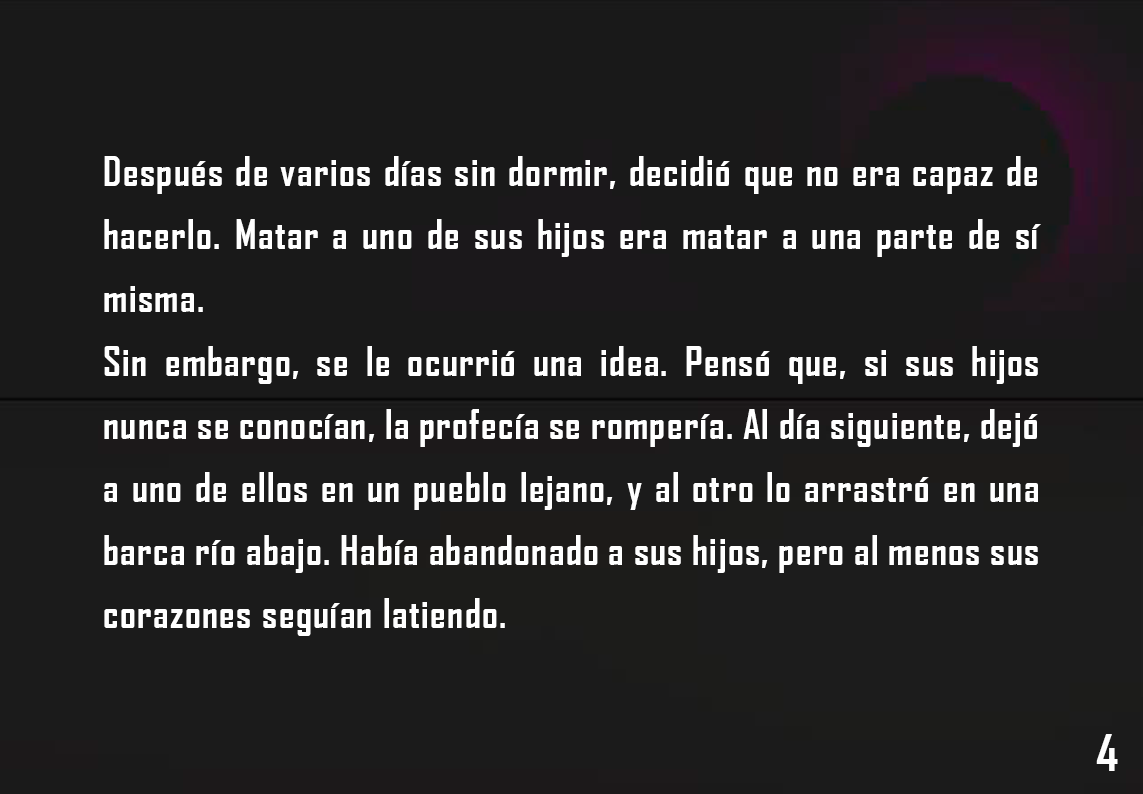 Después de varios días sin dormir, decidió que no era capaz de
hacerlo. Matar a uno de sus hijos era matar a una parte de sí
misma.
Sin embargo, se le ocurrió una idea. Pensó que, si sus hijos
nunca se conocían, la profecía se rompería. Al día siguiente, dejó
a uno de ellos en un pueblo lejano, y al otro lo arrastró en una
barca río abajo. Había abandonado a sus hijos, pero al menos sus
corazones seguían latiendo.
4